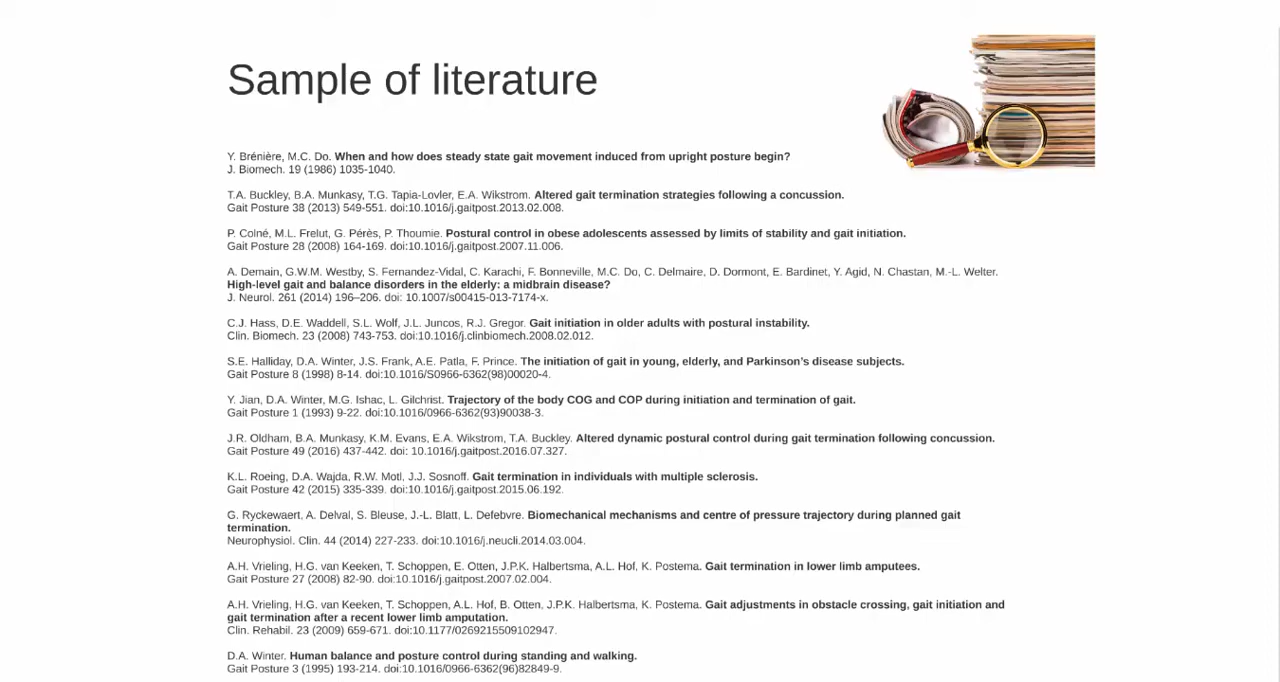 Sample of literature
Y. Brénière, M.C. Do. When and how does steady state gait movement induced from upright posture begin?
J. Biomech. 19 (1986) 1035-1040.
T.A. Buckley, B.A. Munkasy, T.G. Tapia-Lovler, E.A. Wikstrom. Altered gait termination strategies following a concussion.
Gait Posture 38 (2013) 549-551. doi:10.1016/j.gaitpost.2013.02.008.
P. Colné, M.L. Frelut, G. Pérès, P. Thoumie. Postural control in obese adolescents assessed by limits of stability and gait initiation.
Gait Posture 28 (2008) 164-169. doi:10.1016/j.gaitpost.2007.11.006.
A. Demain, G.W.M. Westby, S. Fernandez-Vidal, C. Karachi, F. Bonneville, M.C. Do, C. Delmaire, D. Dormont, E. Bardinet, Y. Agid, N. Chastan, M.-L. Welter.
High-level gait and balance disorders in the elderly: a midbrain disease?
J. Neurol. 261 (2014) 196–206. doi: 10.1007/s00415-013-7174-x.
C.J. Hass, D.E. Waddell, S.L. Wolf, J.L. Juncos, R.J. Gregor. Gait initiation in older adults with postural instability.
Clin. Biomech. 23 (2008) 743-753. doi:10.1016/j.clinbiomech.2008.02.012.
S.E. Halliday, D.A. Winter, J.S. Frank, A.E. Patla, F. Prince. The initiation of gait in young, elderly, and Parkinson’s disease subjects.
Gait Posture 8 (1998) 8-14. doi:10.1016/S0966-6362(98)00020-4.
Y. Jian, D.A. Winter, M.G. Ishac, L. Gilchrist. Trajectory of the body COG and COP during initiation and termination of gait.
Gait Posture 1 (1993) 9-22. doi:10.1016/0966-6362(93)90038-3.
J.R. Oldham, B.A. Munkasy, K.M. Evans, E.A. Wikstrom, T.A. Buckley. Altered dynamic postural control during gait termination following concussion.
Gait Posture 49 (2016) 437-442. doi: 10.1016/j.gaitpost.2016.07.327.
K.L. Roeing, D.A. Wajda, R.W. Motl, J.J. Sosnoff. Gait termination in individuals with multiple sclerosis.
Gait Posture 42 (2015) 335-339. doi:10.1016/j.gaitpost.2015.06.192.
G. Ryckewaert, A. Delval, S. Bleuse, J.-L. Blatt, L. Defebvre. Biomechanical mechanisms and centre of pressure trajectory during planned gait
termination.
Neurophysiol. Clin. 44 (2014) 227-233. doi:10.1016/j.neucli.2014.03.004.
A.H. Vrieling, H.G. van Keeken, T. Schoppen, E. Otten, J.P.K. Halbertsma, A.L. Hof, K. Postema. Gait termination in lower limb amputees.
Gait Posture 27 (2008) 82-90. doi:10.1016/j.gaitpost.2007.02.004.
A.H. Vrieling, H.G. van Keeken, T. Schoppen, A.L. Hof, B. Otten, J.P.K. Halbertsma, K. Postema. Gait adjustments in obstacle crossing, gait initiation and
gait termination after a recent lower limb amputation.
Clin. Rehabil. 23 (2009) 659-671. doi:10.1177/0269215509102947.
D.A. Winter. Human balance and posture control during standing and walking.
Gait Posture 3 (1995) 193-214. doi:10.1016/0966-6362(96)82849-9.